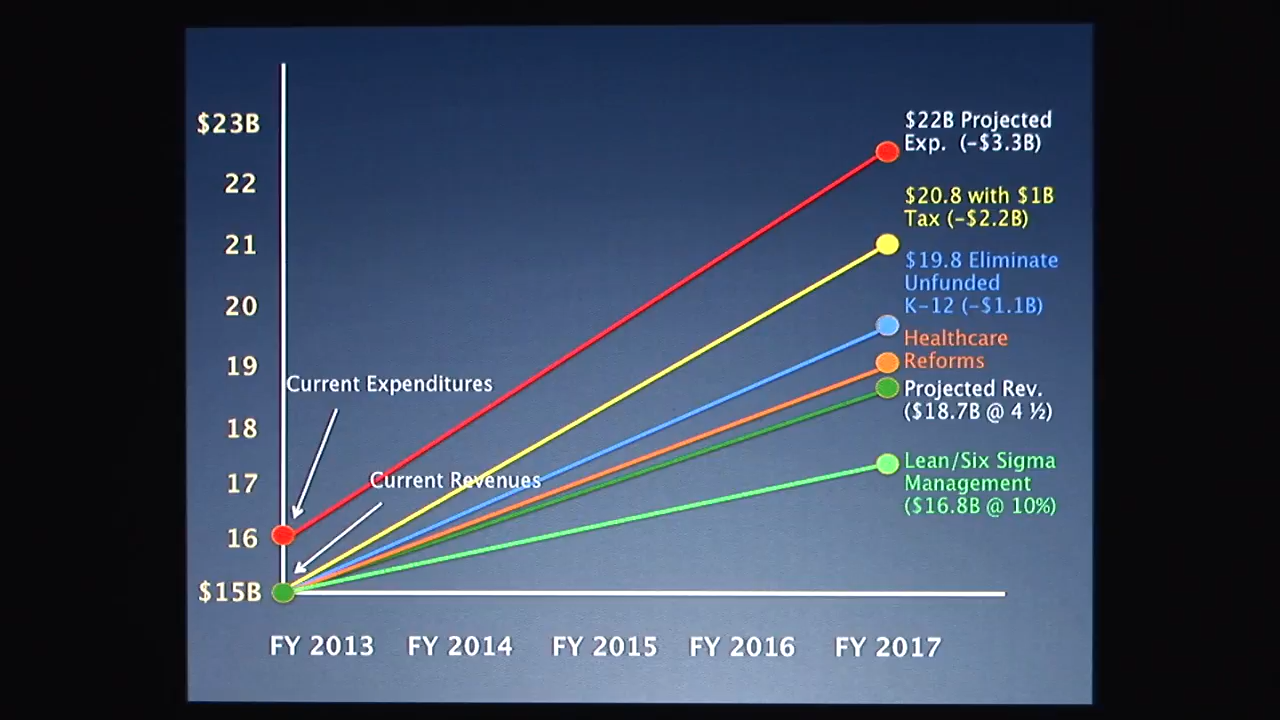 $23B
22
21
20
19
18
17
16
$15B
Current Expenditures
Current Revenues
$22B Projected
Exp. (-$3.3B)
$20.8 with $1B
Tax (-$2.2B)
$19.8 Eliminate
Unfunded
K-12 (-$1.1B)
Healthcare
Reforms
Projected Rev.
($18.7B @ 4 ½)
Lean/Six Sigma
Management
($16.8B @ 10%)
FY 2013 FY 2014 FY 2015 FY 2016 FY 2017